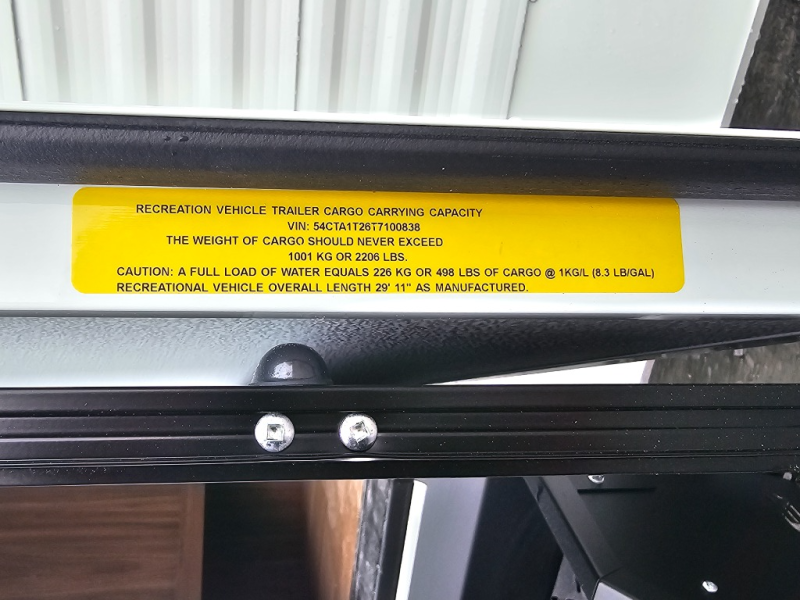 RECREATION VEHICLE TRAILER CARGO CARRYING CAPACITY
VIN: 54CTA1T26T7100838
THE WEIGHT OF CARGO SHOULD NEVER EXCEED
1001 KG OR 2206 LBS.
CAUTION: A FULL LOAD OF WATER EQUALS 226 KG OR 498 LBS OF CARGO @ 1KG/L (8.3 LB/GAL)
RECREATIONAL VEHICLE OVERALL LENGTH 29' 11" AS MANUFACTURED.